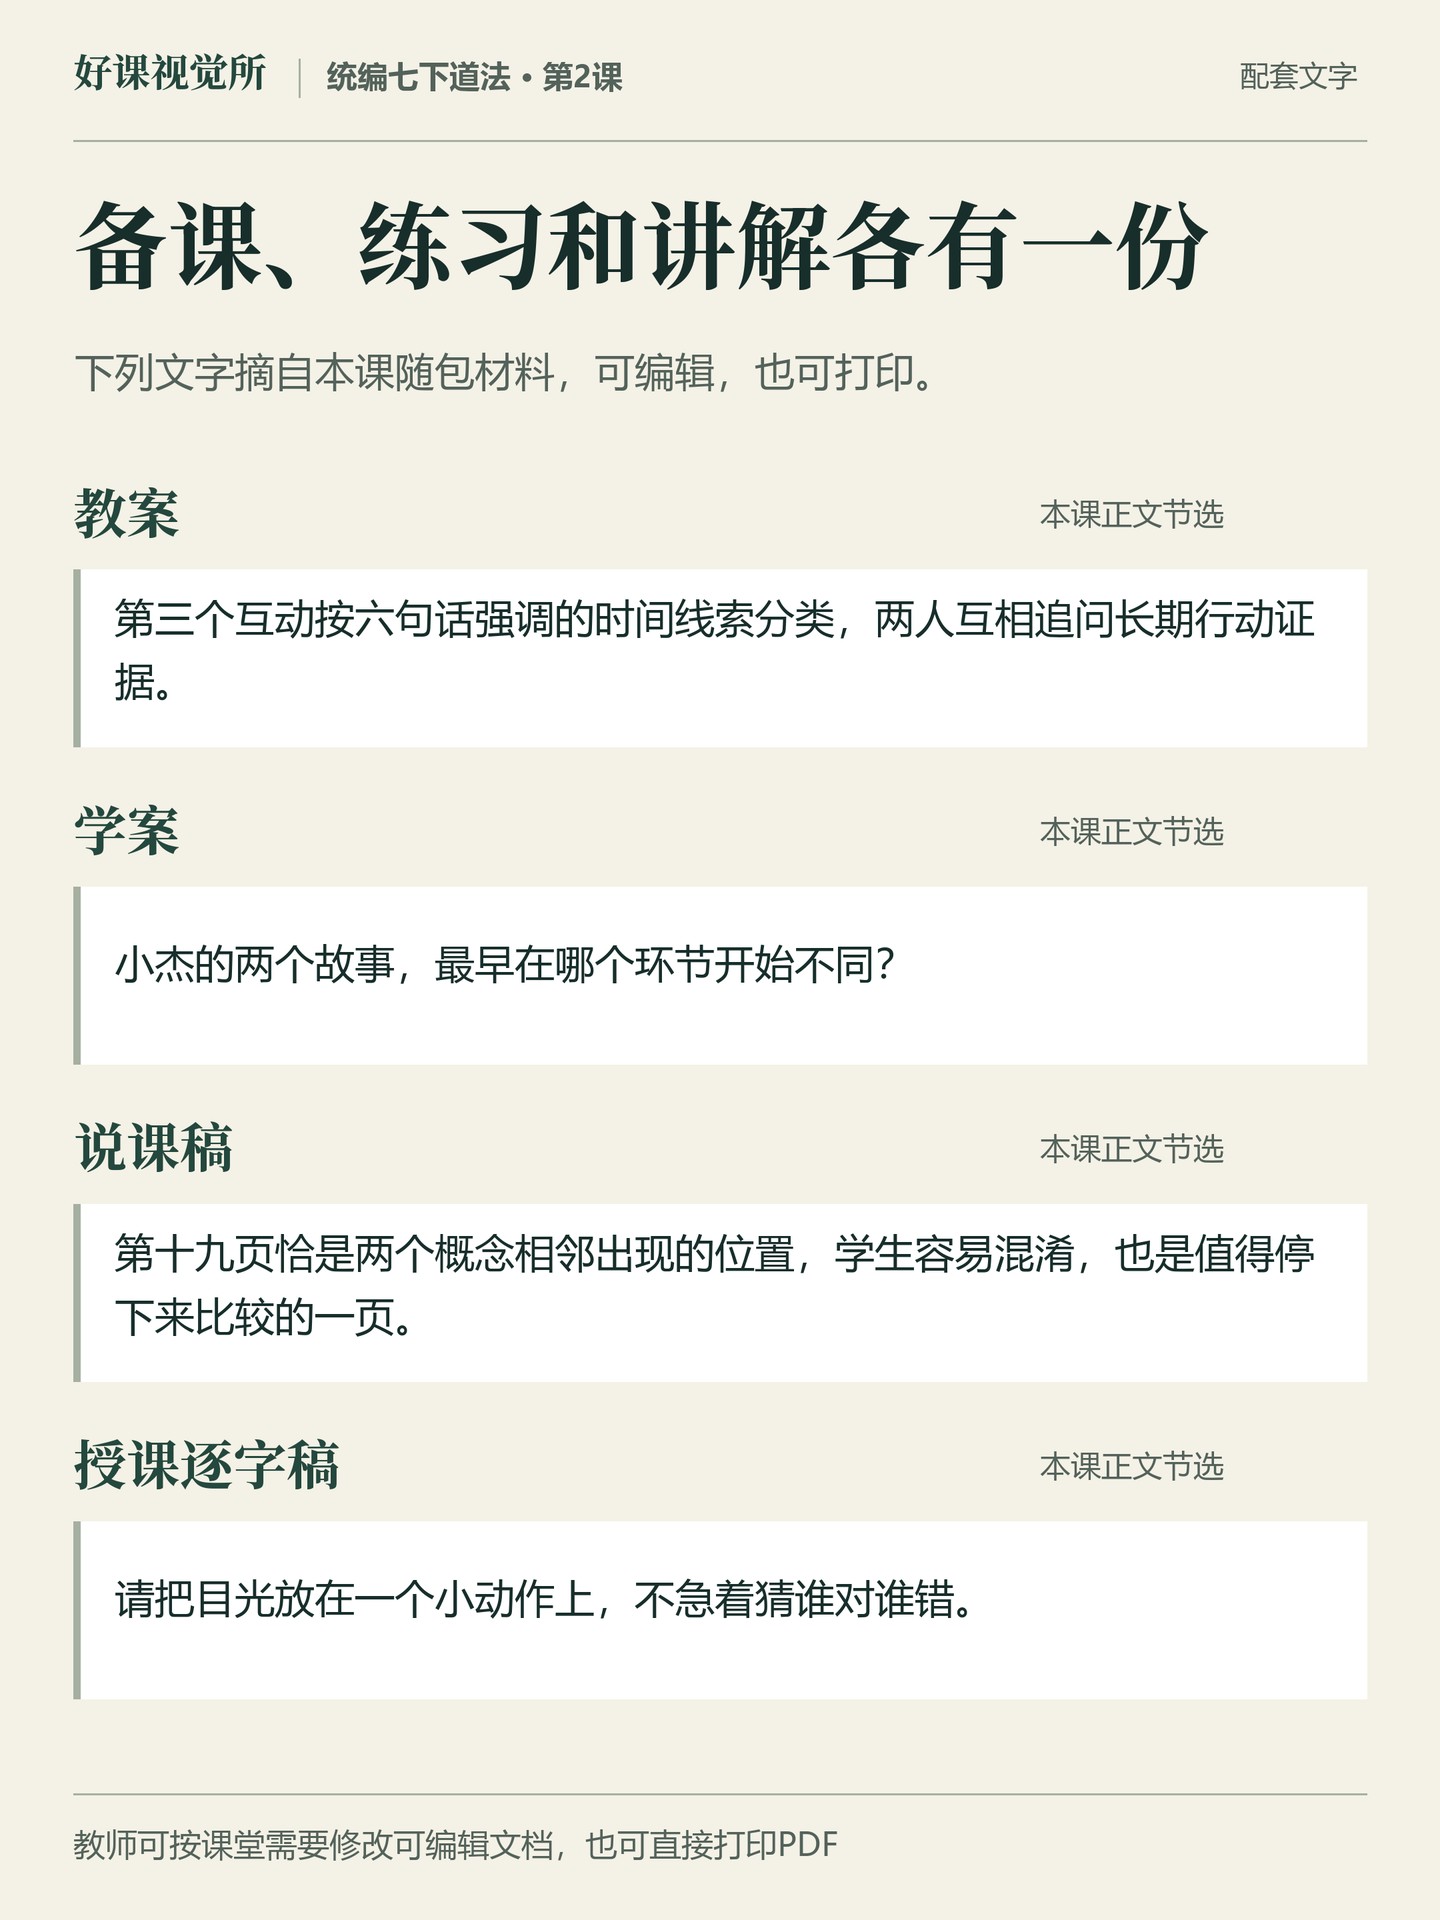 好课视觉所 统编七下道法·第2课 配套文字
备课、练习和讲解各有一份
下列文字摘自本课随包材料，可编辑，也可打印。
教案 本课正文节选
第三个互动按六句话强调的时间线索分类，两人互相追问长期行动证
据。
学案 本课正文节选
小杰的两个故事，最早在哪个环节开始不同？
说课稿 本课正文节选
第十九页恰是两个概念相邻出现的位置，学生容易混淆，也是值得停
下来比较的一页。
授课逐字稿 本课正文节选
请把目光放在一个小动作上，不急着猜谁对谁错。
教师可按课堂需要修改可编辑文档，也可直接打印PDF